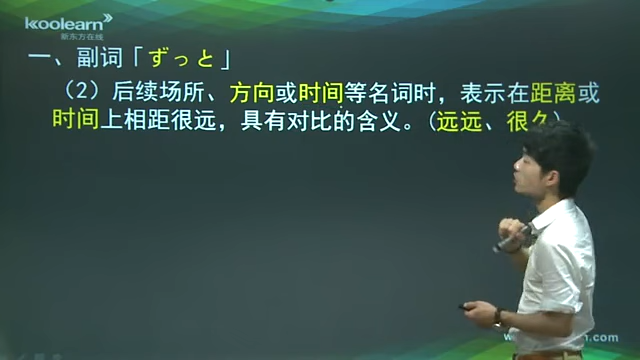 koolearn
新东方在线
一、副词「ずっと」
（2）后续场所、方向或时间等名词时，表示在距离或
时间上相距很远，具有对比的含义。（远远、很久）
.com